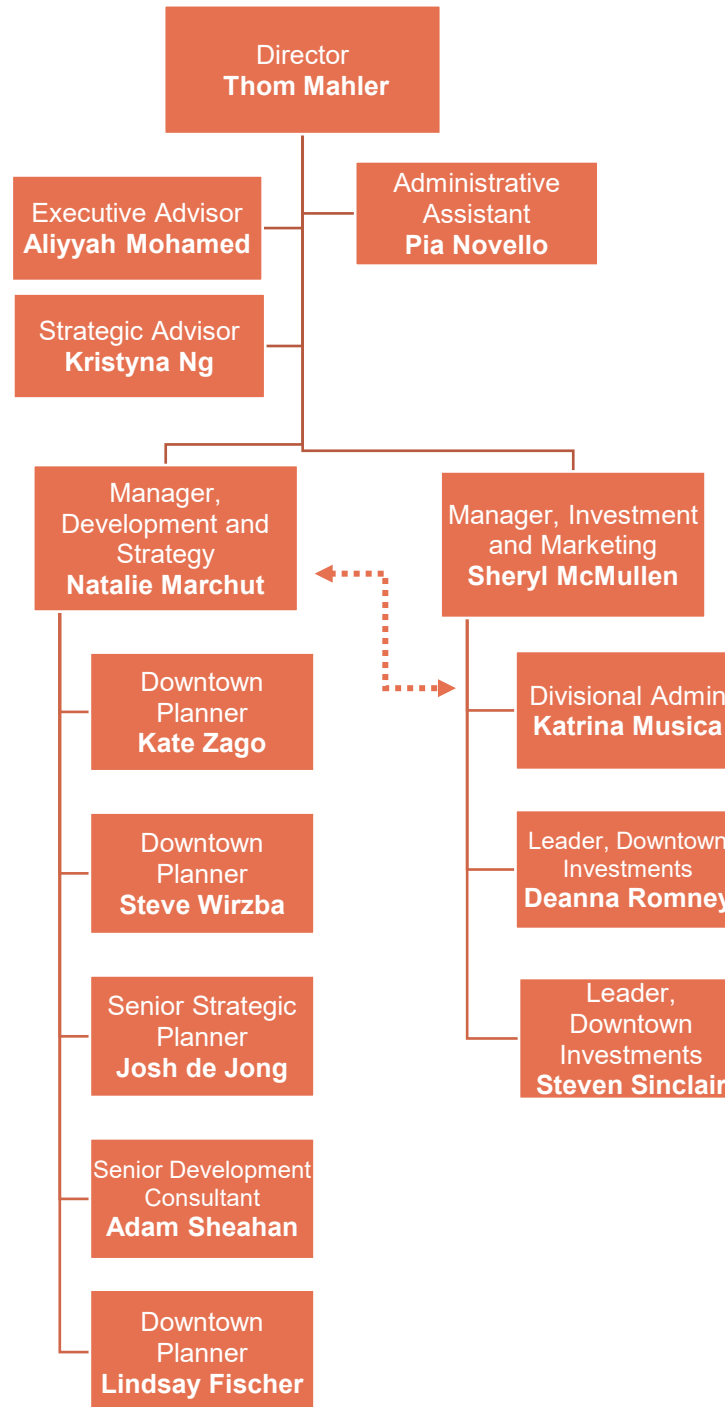 Director
Thom Mahler
Administrative
Assistant
Pia Novello
Executive Advisor
Aliyyah Mohamed
Strategic Advisor
Kristyna Ng
Manager,
Development and
Strategy
Natalie Marchut
Manager, Investment
and Marketing
Sheryl McMullen
Downtown
Planner
Kate Zago
Downtown
Planner
Steve Wirzba
Senior Strategic
Planner
Josh de Jong
Senior Development
Consultant
Adam Sheahan
Downtown
Planner
Lindsay Fischer
Divisional Admin
Katrina Musica
Leader, Downtown
Investments
Deanna Romney
Leader,
Downtown
Investments
Steven Sinclair